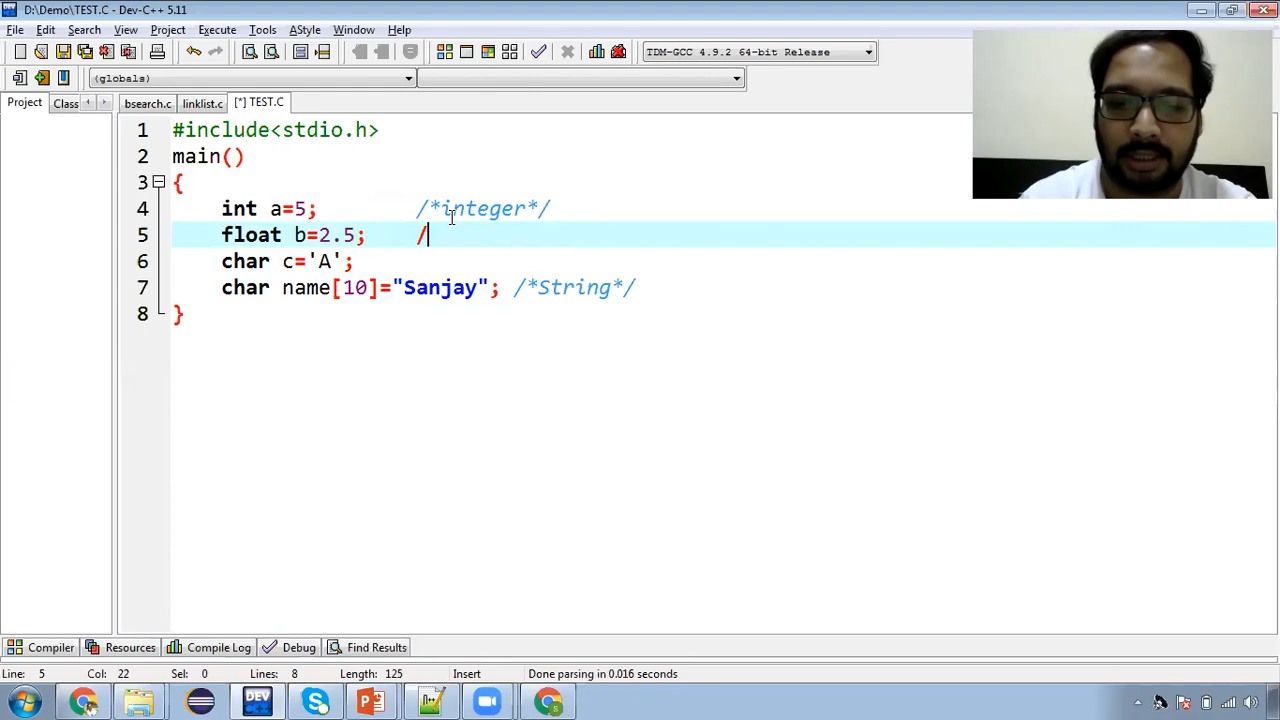 D:\Demo\TEST.C - Dev-C++ 5.11
File Edit Search View Project Execute Tools AStyle Window Help
TDM-GCC 4.9.2 64-bit Release
(globals)
Project Class bsearch.c linklist.c [*] TEST.C
1 #include<stdio.h>
2 main()
3 {
4 int a=5; /*integer*/
5 float b=2.5; /
6 char c='A';
7 char name[10]="Sanjay"; /*String*/
8 }
Compiler Resources Compile Log Debug Find Results
Line: 5 Col: 22 Sel: 0 Lines: 8 Length: 125 Insert Done parsing in 0.016 seconds
DEV C++